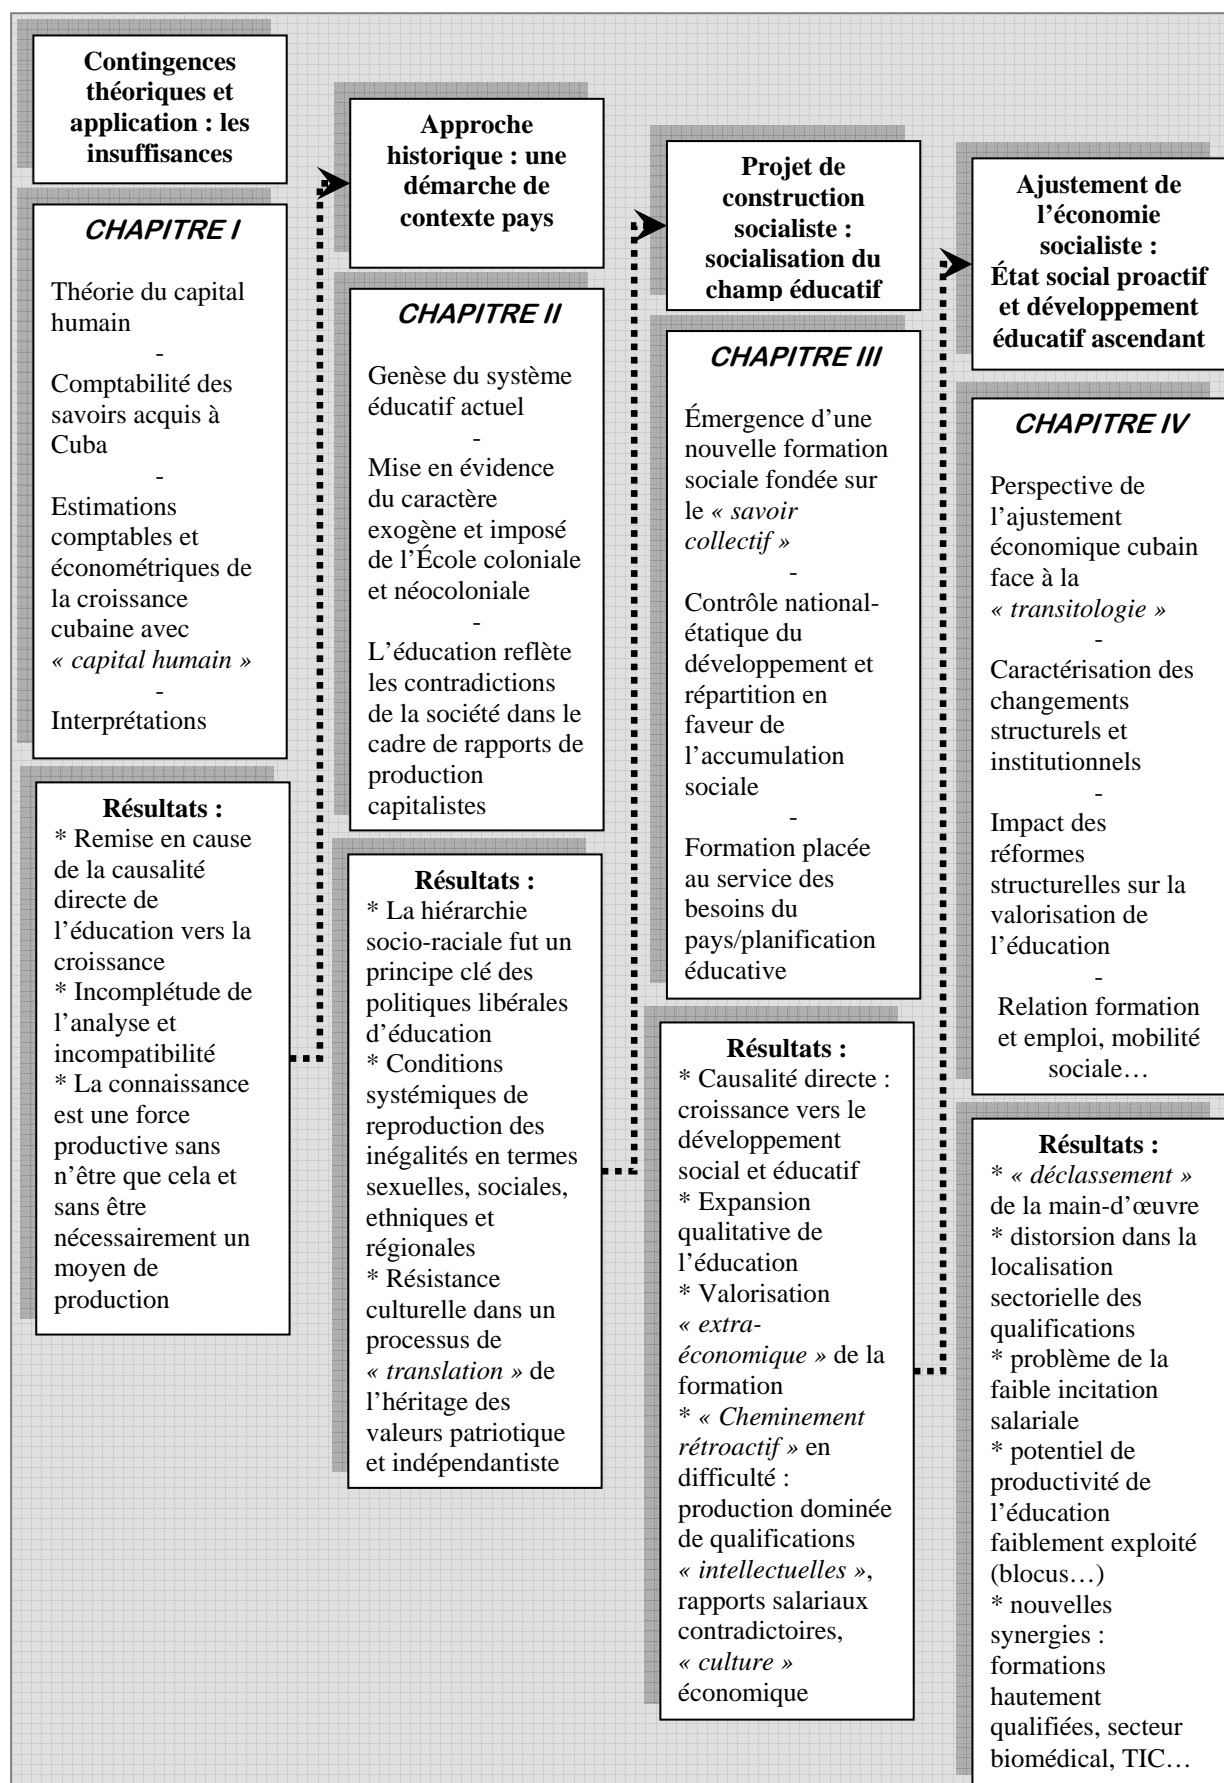 Contingences
théoriques et
application : les
insuffisances
CHAPITRE I
Théorie du capital
humain
-
Comptabilité des
savoirs acquis à
Cuba
-
Estimations
comptables et
économétriques de
la croissance
cubaine avec
« capital humain »
-
Interprétations
Résultats :
* Remise en cause
de la causalité
directe de
l’éducation vers la
croissance
* Incomplétude de
l’analyse et
incompatibilité
* La connaissance
est une force
productive sans
n’être que cela et
sans être
nécessairement un
moyen de
production
Approche
historique : une
démarche de
contexte pays
CHAPITRE II
Genèse du système
éducatif actuel
-
Mise en évidence
du caractère
exogène et imposé
de l’École coloniale
et néocoloniale
-
L’éducation reflète
les contradictions
de la société dans le
cadre de rapports de
production
capitalistes
Résultats :
* La hiérarchie
socio-raciale fut un
principe clé des
politiques libérales
d’éducation
* Conditions
systémiques de
reproduction des
inégalités en termes
sexuelles, sociales,
ethniques et
régionales
* Résistance
culturelle dans un
processus de
« translation » de
l’héritage des
valeurs patriotique
et indépendantiste
Projet de
construction
socialiste :
socialisation du
champ éducatif
CHAPITRE III
Émergence d’une
nouvelle formation
sociale fondée sur
le « savoir
collectif »
-
Contrôle national-
étatique du
développement et
répartition en
faveur de
l’accumulation
sociale
-
Formation placée
au service des
besoins du
pays/planification
éducative
Résultats :
* Causalité directe :
croissance vers le
développement
social et éducatif
* Expansion
qualitative de
l’éducation
* Valorisation
« extra-
économique » de la
formation
* « Cheminement
rétroactif » en
difficulté :
production dominée
de qualifications
« intellectuelles »,
rapports salariaux
contradictoires,
« culture »
économique
Ajustement de
l’économie
socialiste :
État social proactif
et développement
éducatif ascendant
CHAPITRE IV
Perspective de
l’ajustement
économique cubain
face à la
« transitologie »
-
Caractérisation des
changements
structurels et
institutionnels
-
Impact des
réformes
structurelles sur la
valorisation de
l’éducation
-
Relation formation
et emploi, mobilité
sociale…
Résultats :
* « déclassement »
de la main-d’œuvre
* distorsion dans la
localisation
sectorielle des
qualifications
* problème de la
faible incitation
salariale
* potentiel de
productivité de
l’éducation
faiblement exploité
(blocus…)
* nouvelles
synergies :
formations
hautement
qualifiées, secteur
biomédical, TIC…